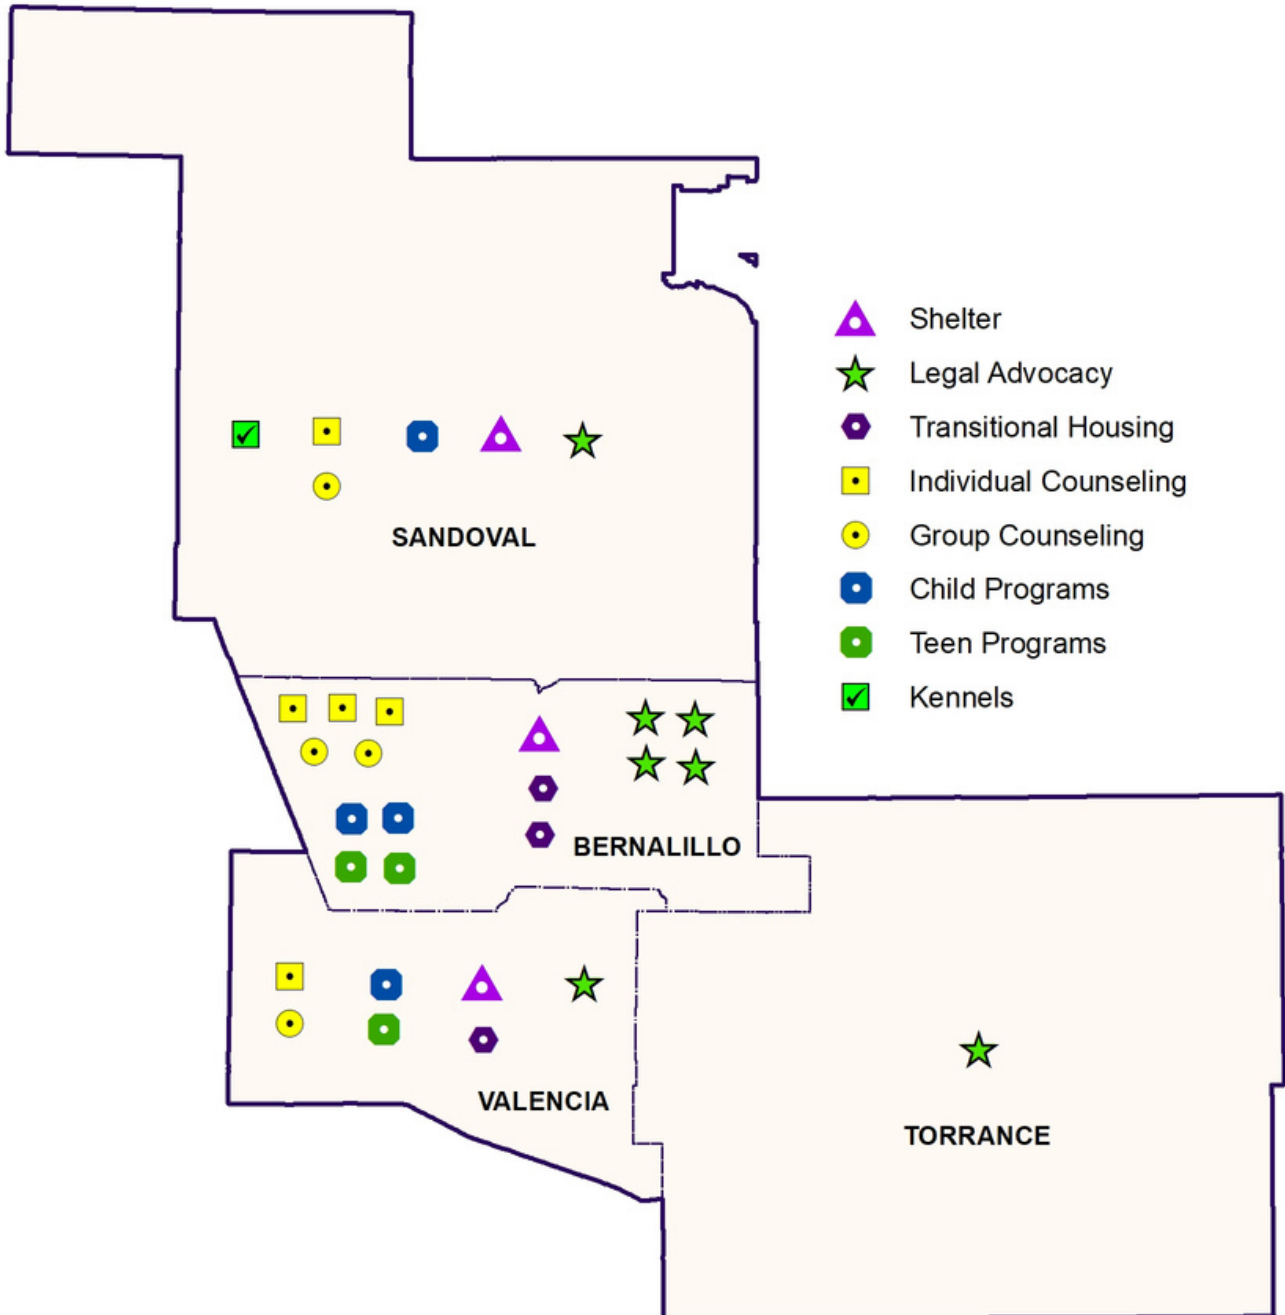 Shelter
Legal Advocacy
Transitional Housing
Individual Counseling
Group Counseling
Child Programs
Teen Programs
Kennels
SANDOVAL
BERNALILLO
VALENCIA
TORRANCE